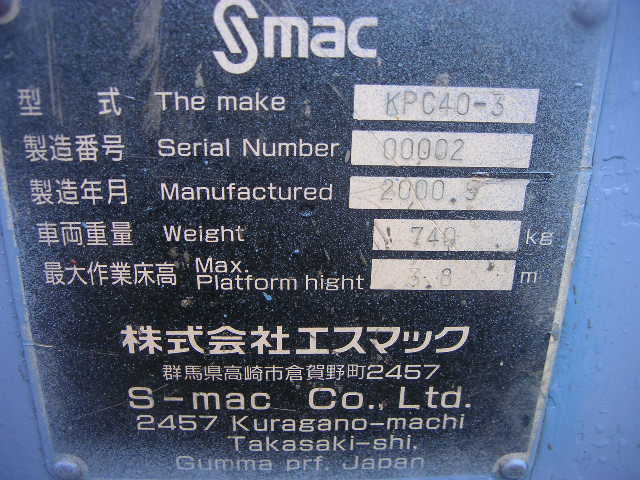 Smac
型 式 The make KPC40-3
製造番号 Serial Number 00002
製造年月 Manufactured 2000.9
車両重量 Weight 740 kg
最大作業床高 Max. Platform hight 3.8 m
株式会社エスマック
群馬県高崎市倉賀野町2457
S-mac Co., Ltd.
2457 Kuragano-machi
Takasaki-shi.
Gumma prf. Japan